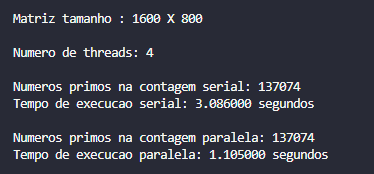 Matriz tamanho : 1600 X 800
Numero de threads: 4
Numeros primos na contagem serial: 137074
Tempo de execucao serial: 3.086000 segundos
Numeros primos na contagem paralela: 137074
Tempo de execucao paralela: 1.105000 segundos